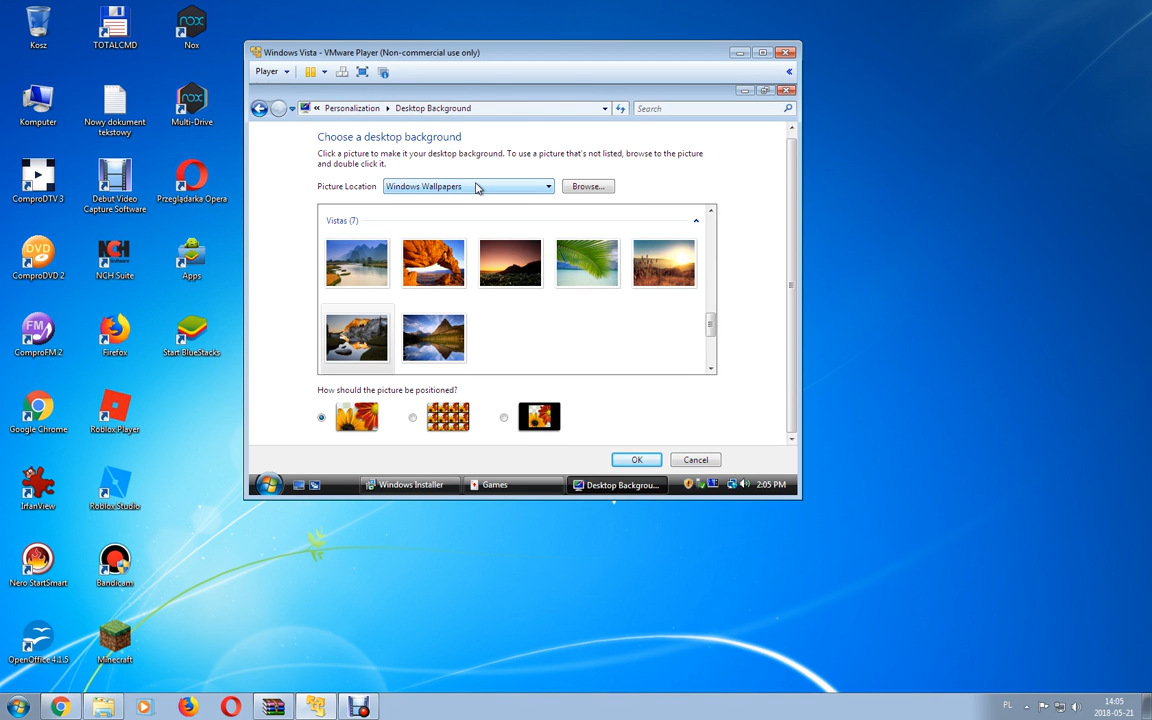 Kosz
TOTALCMD
Nox
Komputer
Nowy dokument
tekstowy
Multi-Drive
ComproDTV 3
Debut Video
Capture Software
Przeglądarka Opera
ComproDVD 2
NCH Suite
Apps
ComproFM 2
Firefox
Start BlueStacks
Google Chrome
Roblox Player
IrfanView
Roblox Studio
Nero StartSmart
Bandicam
OpenOffice 4.1.5
Minecraft
Windows Vista - VMware Player (Non-commercial use only)
Player
Personalization
Desktop Background
Search
Choose a desktop background
Click a picture to make it your desktop background. To use a picture that's not listed, browse to the picture
and double click it.
Picture Location
Windows Wallpapers
Browse...
Vistas (7)
How should the picture be positioned?
OK
Cancel
Windows Installer
Games
Desktop Backgrou...
2:05 PM
PL
14:05
2018-05-21